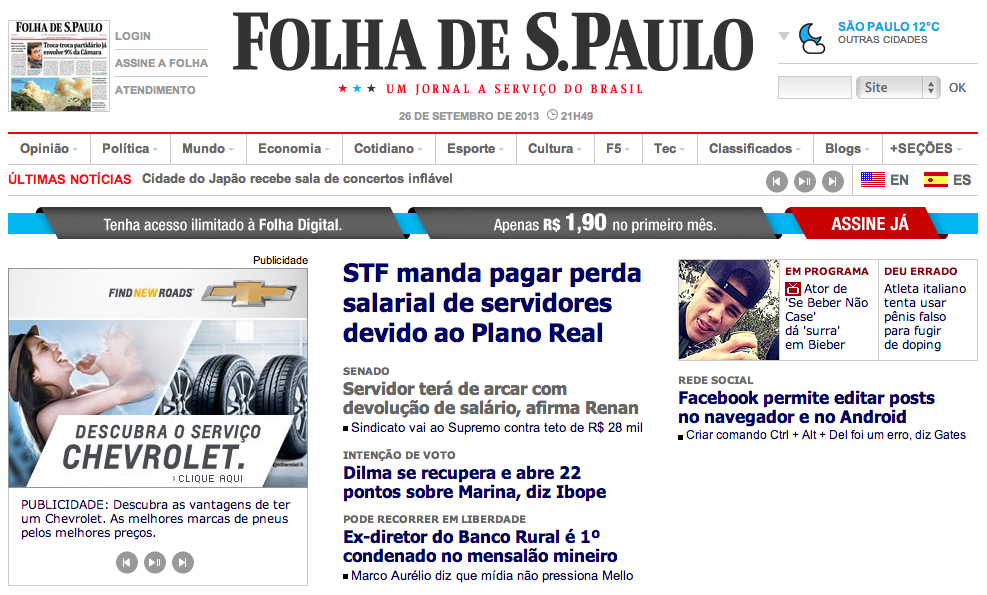 FOLHA DE S.PAULO
Troca-troca partidário já
envolve 9% da Câmara
LOGIN
ASSINE A FOLHA
ATENDIMENTO
FOLHA DE S.PAULO
★ ★ ★ UM JORNAL A SERVIÇO DO BRASIL
26 DE SETEMBRO DE 2013 21H49
SÃO PAULO 12°C
OUTRAS CIDADES
Site
OK
Opinião
Política
Mundo
Economia
Cotidiano
Esporte
Cultura
F5
Tec
Classificados
Blogs
+SEÇÕES
ÚLTIMAS NOTÍCIAS Cidade do Japão recebe sala de concertos inflável
EN
ES
Tenha acesso ilimitado à Folha Digital.
Apenas R$ 1,90 no primeiro mês.
ASSINE JÁ
Publicidade
FIND NEW ROADS
DESCUBRA O SERVIÇO
CHEVROLET.
› CLIQUE AQUI
Continental
PUBLICIDADE: Descubra as vantagens de ter
um Chevrolet. As melhores marcas de pneus
pelos melhores preços.
STF manda pagar perda
salarial de servidores
devido ao Plano Real
SENADO
Servidor terá de arcar com
devolução de salário, afirma Renan
Sindicato vai ao Supremo contra teto de R$ 28 mil
INTENÇÃO DE VOTO
Dilma se recupera e abre 22
pontos sobre Marina, diz Ibope
PODE RECORRER EM LIBERDADE
Ex-diretor do Banco Rural é 1º
condenado no mensalão mineiro
Marco Aurélio diz que mídia não pressiona Mello
EM PROGRAMA
Ator de
'Se Beber Não
Case'
dá 'surra'
em Bieber
DEU ERRADO
Atleta italiano
tenta usar
pênis falso
para fugir
de doping
REDE SOCIAL
Facebook permite editar posts
no navegador e no Android
Criar comando Ctrl + Alt + Del foi um erro, diz Gates